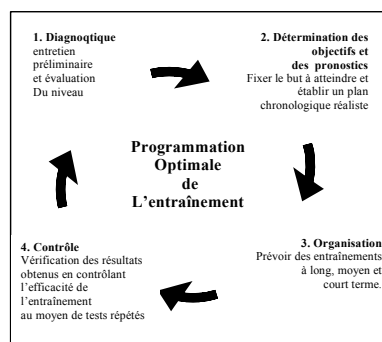 1. Diagnoqtique
entretien
préliminaire
et évaluation
Du niveau
2. Détermination des
objectifs et
des pronostics
Fixer le but à atteindre et
établir un plan
chronologique réaliste
Programmation
Optimale
de
L'entraînement
4. Contrôle
Vérification des résultats
obtenus en contrôlant
l'efficacité de
l'entraînement
au moyen de tests répétés
3. Organisation
Prévoir des entraînements
à long, moyen et
court terme.